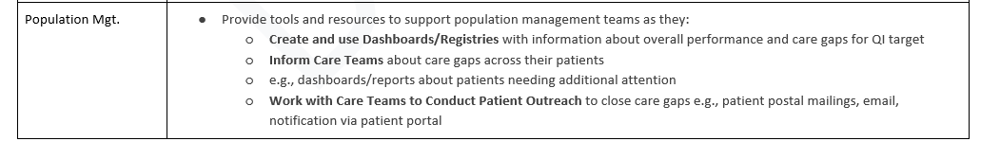 Population Mgt.
● Provide tools and resources to support population management teams as they:
o Create and use Dashboards/Registries with information about overall performance and care gaps for QI target
o Inform Care Teams about care gaps across their patients
o e.g., dashboards/reports about patients needing additional attention
o Work with Care Teams to Conduct Patient Outreach to close care gaps e.g., patient postal mailings, email,
notification via patient portal